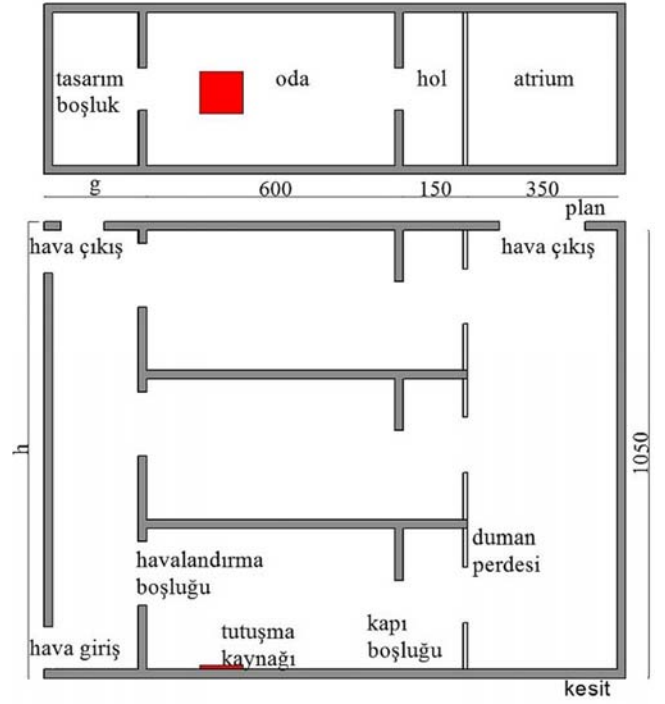 tasarım
boşluk
oda
hol
atrium
g
600
150
350
plan
hava çıkış
hava çıkış
h
1050
havalandırma
boşluğu
duman
perdesi
tutuşma
kaynağı
kapı
boşluğu
hava giriş
kesit